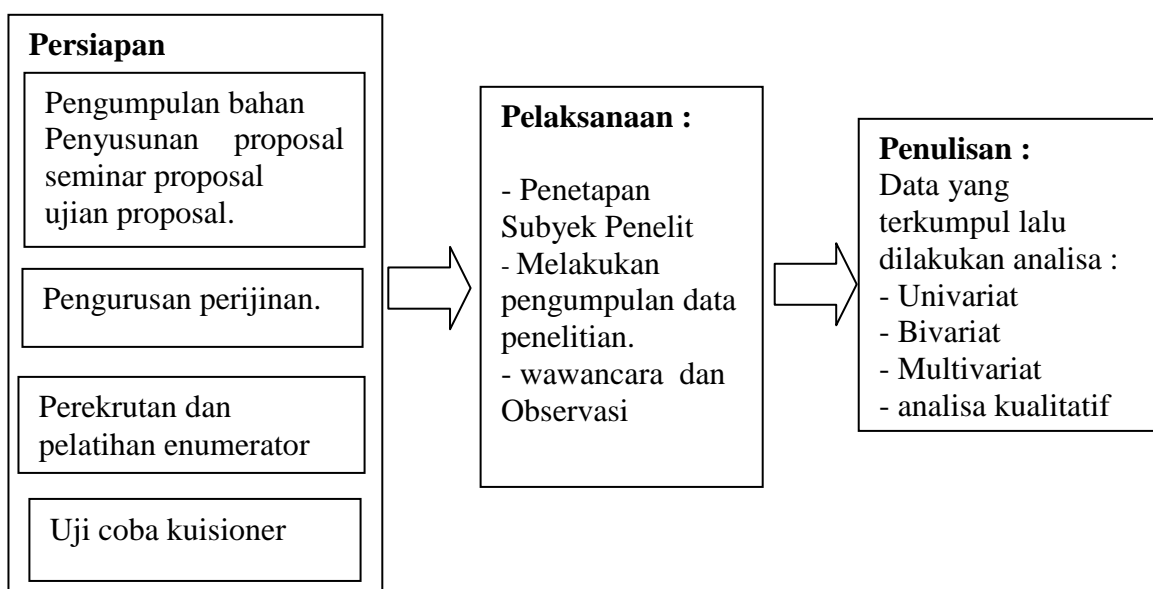 Persiapan
Pengumpulan bahan
Penyusunan proposal
seminar proposal
ujian proposal.
Pengurusan perijinan.
Perekrutan dan
pelatihan enumerator
Uji coba kuisioner
Pelaksanaan :
- Penetapan
Subyek Penelit
- Melakukan
pengumpulan data
penelitian.
- wawancara dan
Observasi
Penulisan :
Data yang
terkumpul lalu
dilakukan analisa :
- Univariat
- Bivariat
- Multivariat
- analisa kualitatif